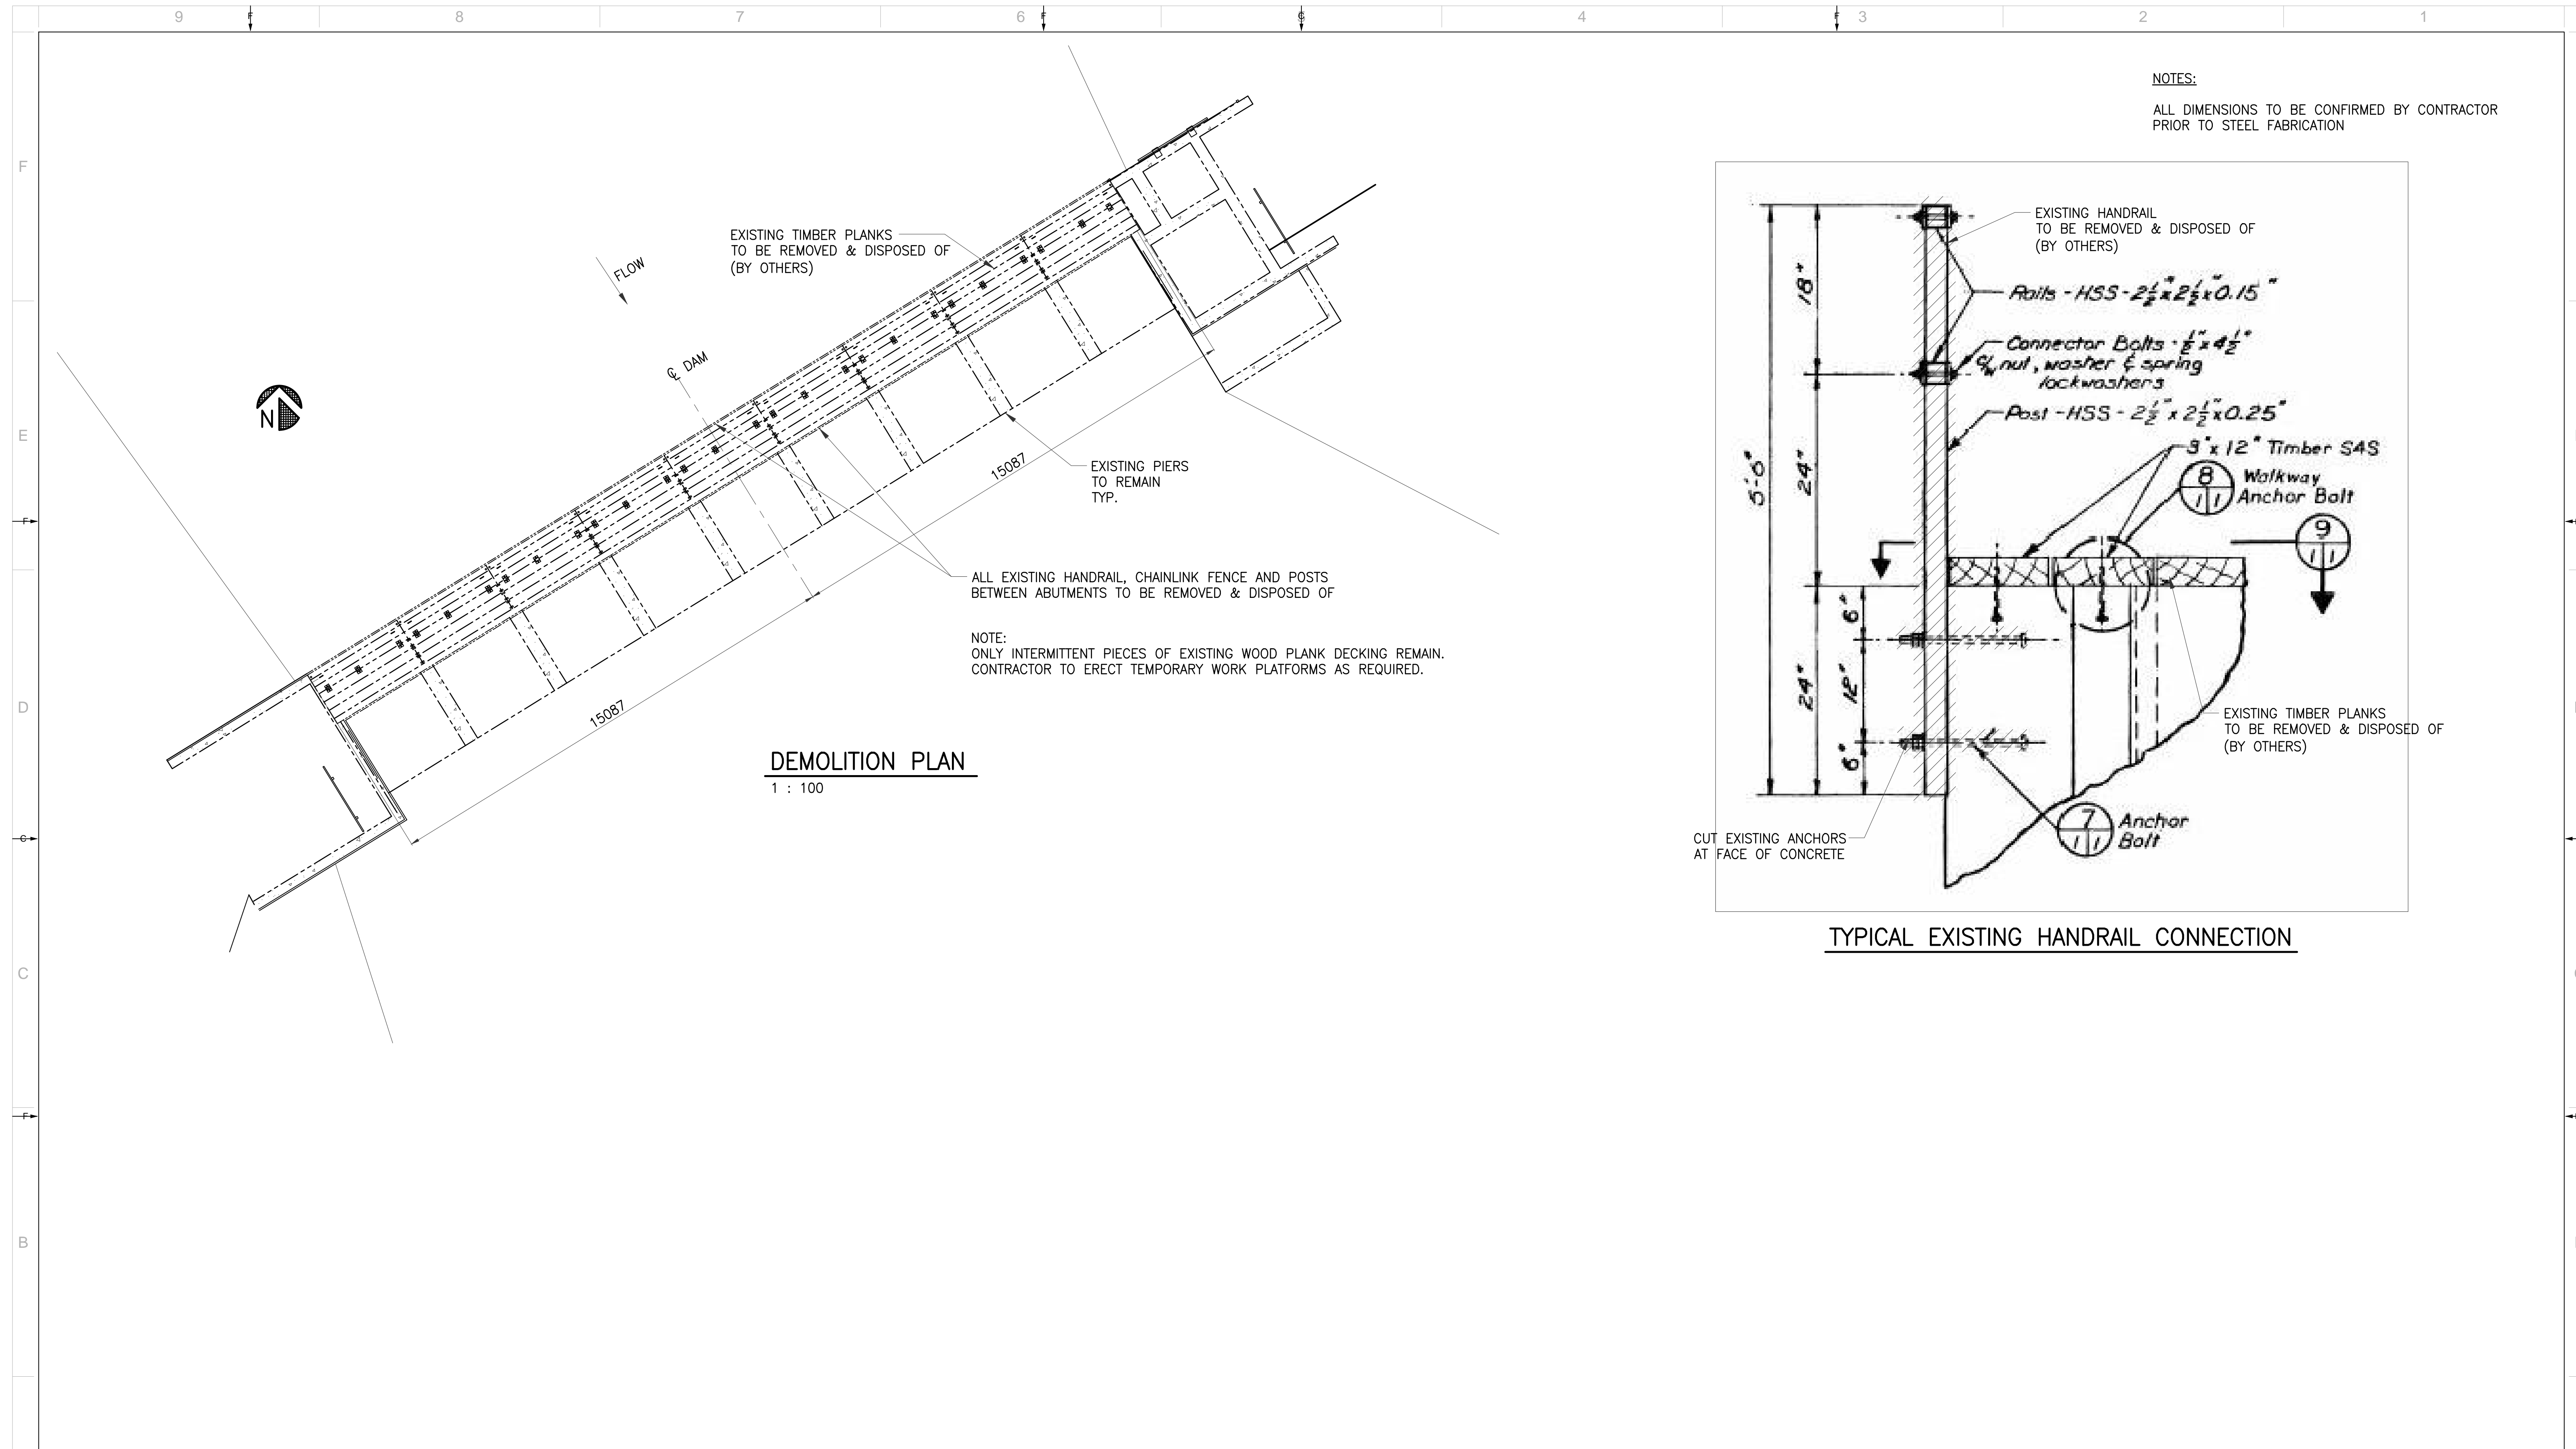 9
8
7
6
4
3
2
1
F
E
D
C
B
NOTES:
ALL DIMENSIONS TO BE CONFIRMED BY CONTRACTOR
PRIOR TO STEEL FABRICATION
EXISTING TIMBER PLANKS
TO BE REMOVED & DISPOSED OF
(BY OTHERS)
FLOW
℄ DAM
N
15087
EXISTING PIERS
TO REMAIN
TYP.
ALL EXISTING HANDRAIL, CHAINLINK FENCE AND POSTS
BETWEEN ABUTMENTS TO BE REMOVED & DISPOSED OF
NOTE:
ONLY INTERMITTENT PIECES OF EXISTING WOOD PLANK DECKING REMAIN.
CONTRACTOR TO ERECT TEMPORARY WORK PLATFORMS AS REQUIRED.
15087
DEMOLITION PLAN
1 : 100
EXISTING HANDRAIL
TO BE REMOVED & DISPOSED OF
(BY OTHERS)
Rails - HSS - 2½" x 2½" x 0.15"
Connector Bolts - ½" x 4½"
c/w nut, washer & spring
lockwashers
Post - HSS - 2½" x 2½" x 0.25"
3" x 12" Timber S4S
8
1 1
Walkway
Anchor Bolt
9
1 1
18"
24"
5'-6"
6"
24"
12"
6"
EXISTING TIMBER PLANKS
TO BE REMOVED & DISPOSED OF
(BY OTHERS)
7
1 1
Anchor
Bolt
CUT EXISTING ANCHORS
AT FACE OF CONCRETE
TYPICAL EXISTING HANDRAIL CONNECTION